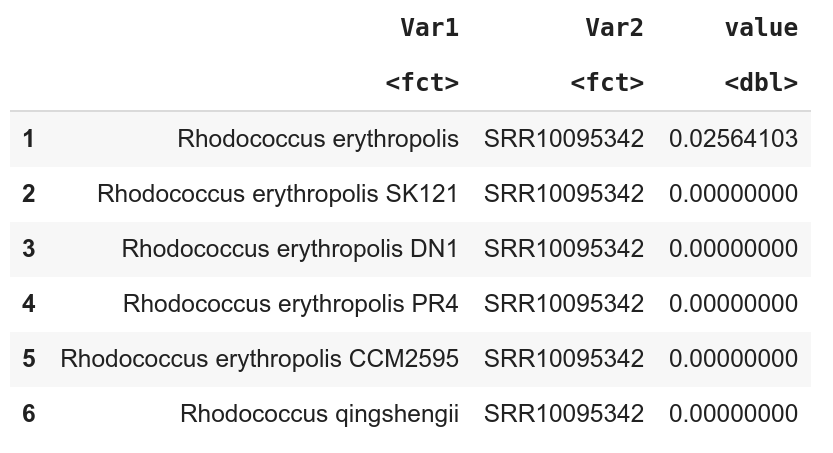 Var1 Var2 value
<fct> <fct> <dbl>
1 Rhodococcus erythropolis SRR10095342 0.02564103
2 Rhodococcus erythropolis SK121 SRR10095342 0.00000000
3 Rhodococcus erythropolis DN1 SRR10095342 0.00000000
4 Rhodococcus erythropolis PR4 SRR10095342 0.00000000
5 Rhodococcus erythropolis CCM2595 SRR10095342 0.00000000
6 Rhodococcus qingshengii SRR10095342 0.00000000